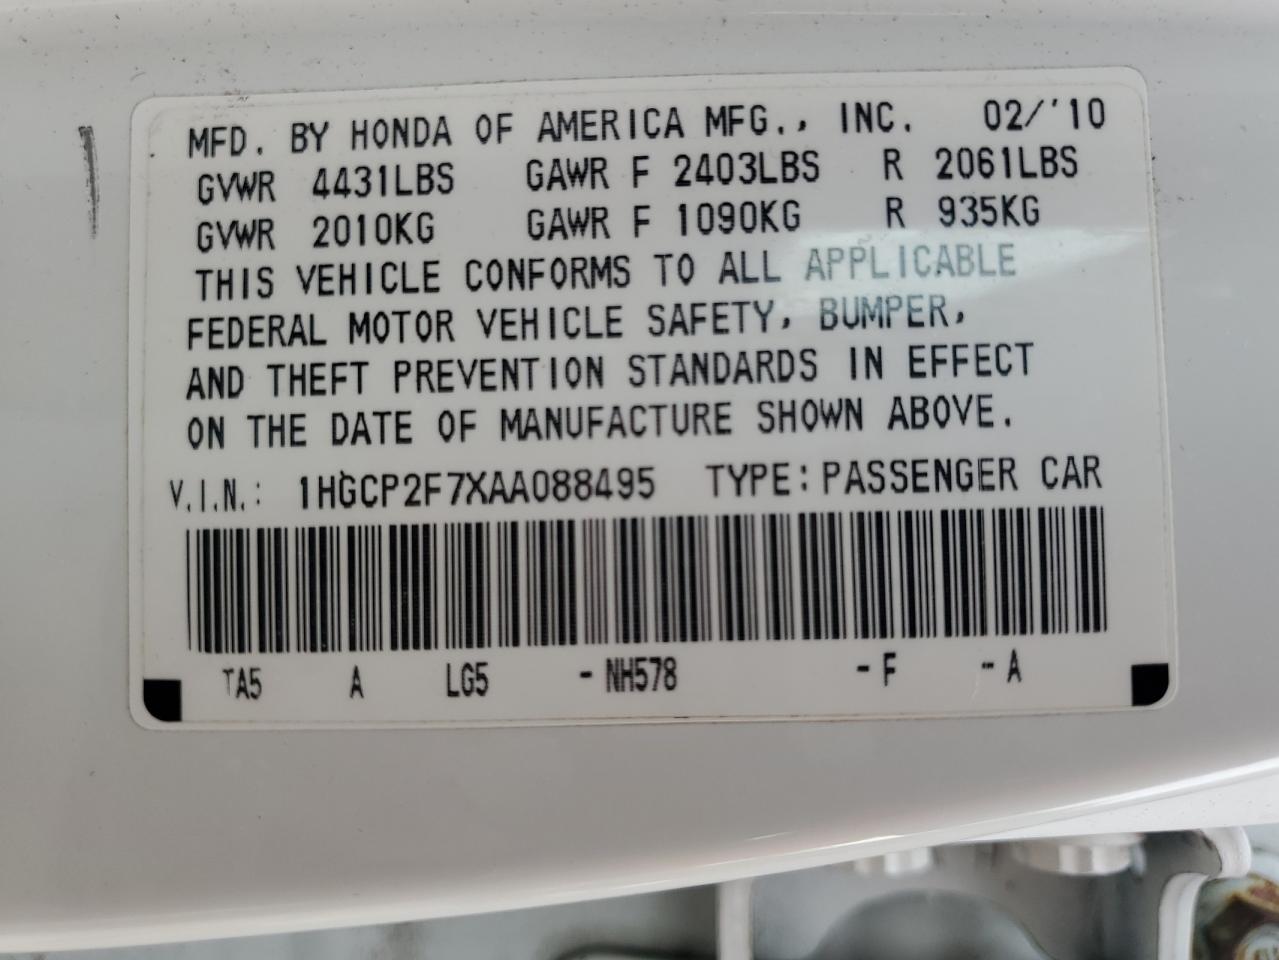 MFD. BY HONDA OF AMERICA MFG., INC. 02/'10
GVWR 4431LBS GAWR F 2403LBS R 2061LBS
GVWR 2010KG GAWR F 1090KG R 935KG
THIS VEHICLE CONFORMS TO ALL APPLICABLE
FEDERAL MOTOR VEHICLE SAFETY, BUMPER,
AND THEFT PREVENTION STANDARDS IN EFFECT
ON THE DATE OF MANUFACTURE SHOWN ABOVE.
V.I.N.: 1HGCP2F7XAA088495 TYPE: PASSENGER CAR
TA5 A LG5 - NH578 - F - A